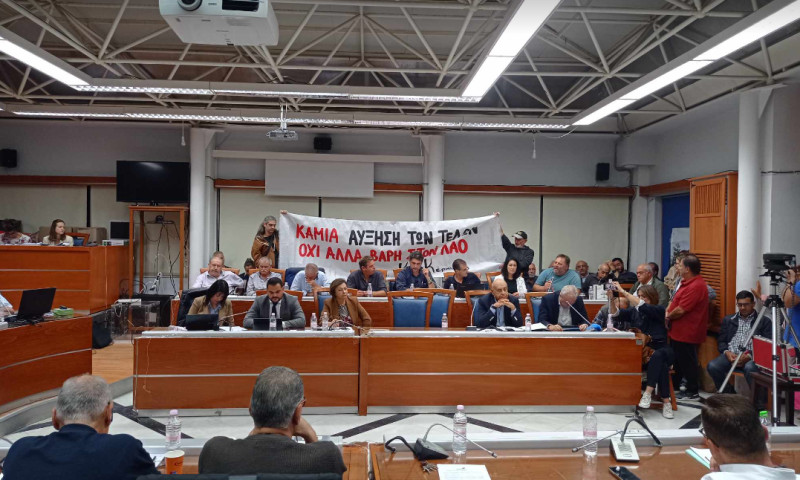 ΚΑΜΙΑ ΑΥΞΗΣΗ ΤΩΝ ΤΕΛΩΝ
ΟΧΙ ΑΛΛΑ ΒΑΡΗ ΣΤΟΝ ΛΑΟ